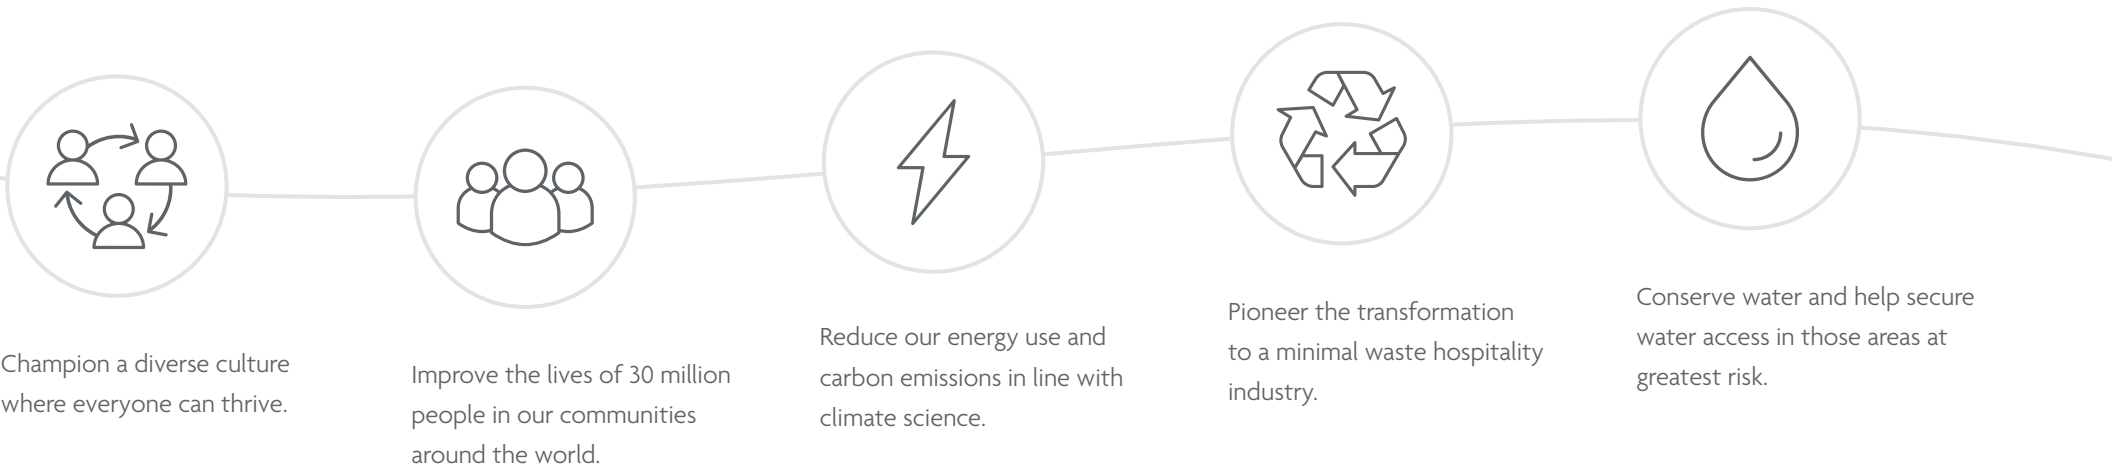 Champion a diverse culture
where everyone can thrive.
Improve the lives of 30 million
people in our communities
around the world.
Reduce our energy use and
carbon emissions in line with
climate science.
Pioneer the transformation
to a minimal waste hospitality
industry.
Conserve water and help secure
water access in those areas at
greatest risk.